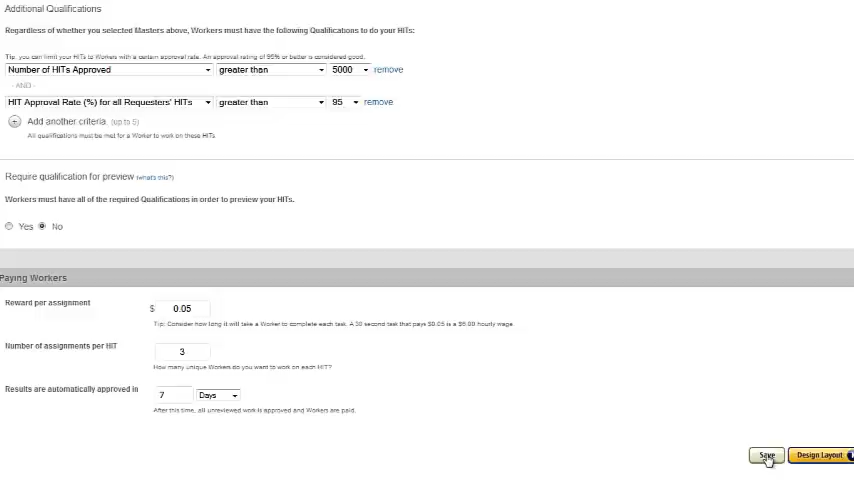 Additional Qualifications
Regardless of whether you selected Masters above, Workers must have the following Qualifications to do your HITs:
Tip: you can limit your HITs to Workers with a certain approval rate. An approval rating of 95% or better is considered good.
Number of HITs Approved greater than 5000 remove
- AND -
HIT Approval Rate (%) for all Requesters' HITs greater than 95 remove
+ Add another criteria (up to 5)
All qualifications must be met for a Worker to work on these HITs
Require qualification for preview (what's this?)
Workers must have all of the required Qualifications in order to preview your HITs.
Yes No
Paying Workers
Reward per assignment $ 0.05
Tip: Consider how long it will take a Worker to complete each task. A 30 second task that pays $0.05 is a $6.00 hourly wage.
Number of assignments per HIT 3
How many unique Workers do you want to work on each HIT?
Results are automatically approved in 7 Days
After this time, all unreviewed work is approved and Workers are paid.
Save Design Layout